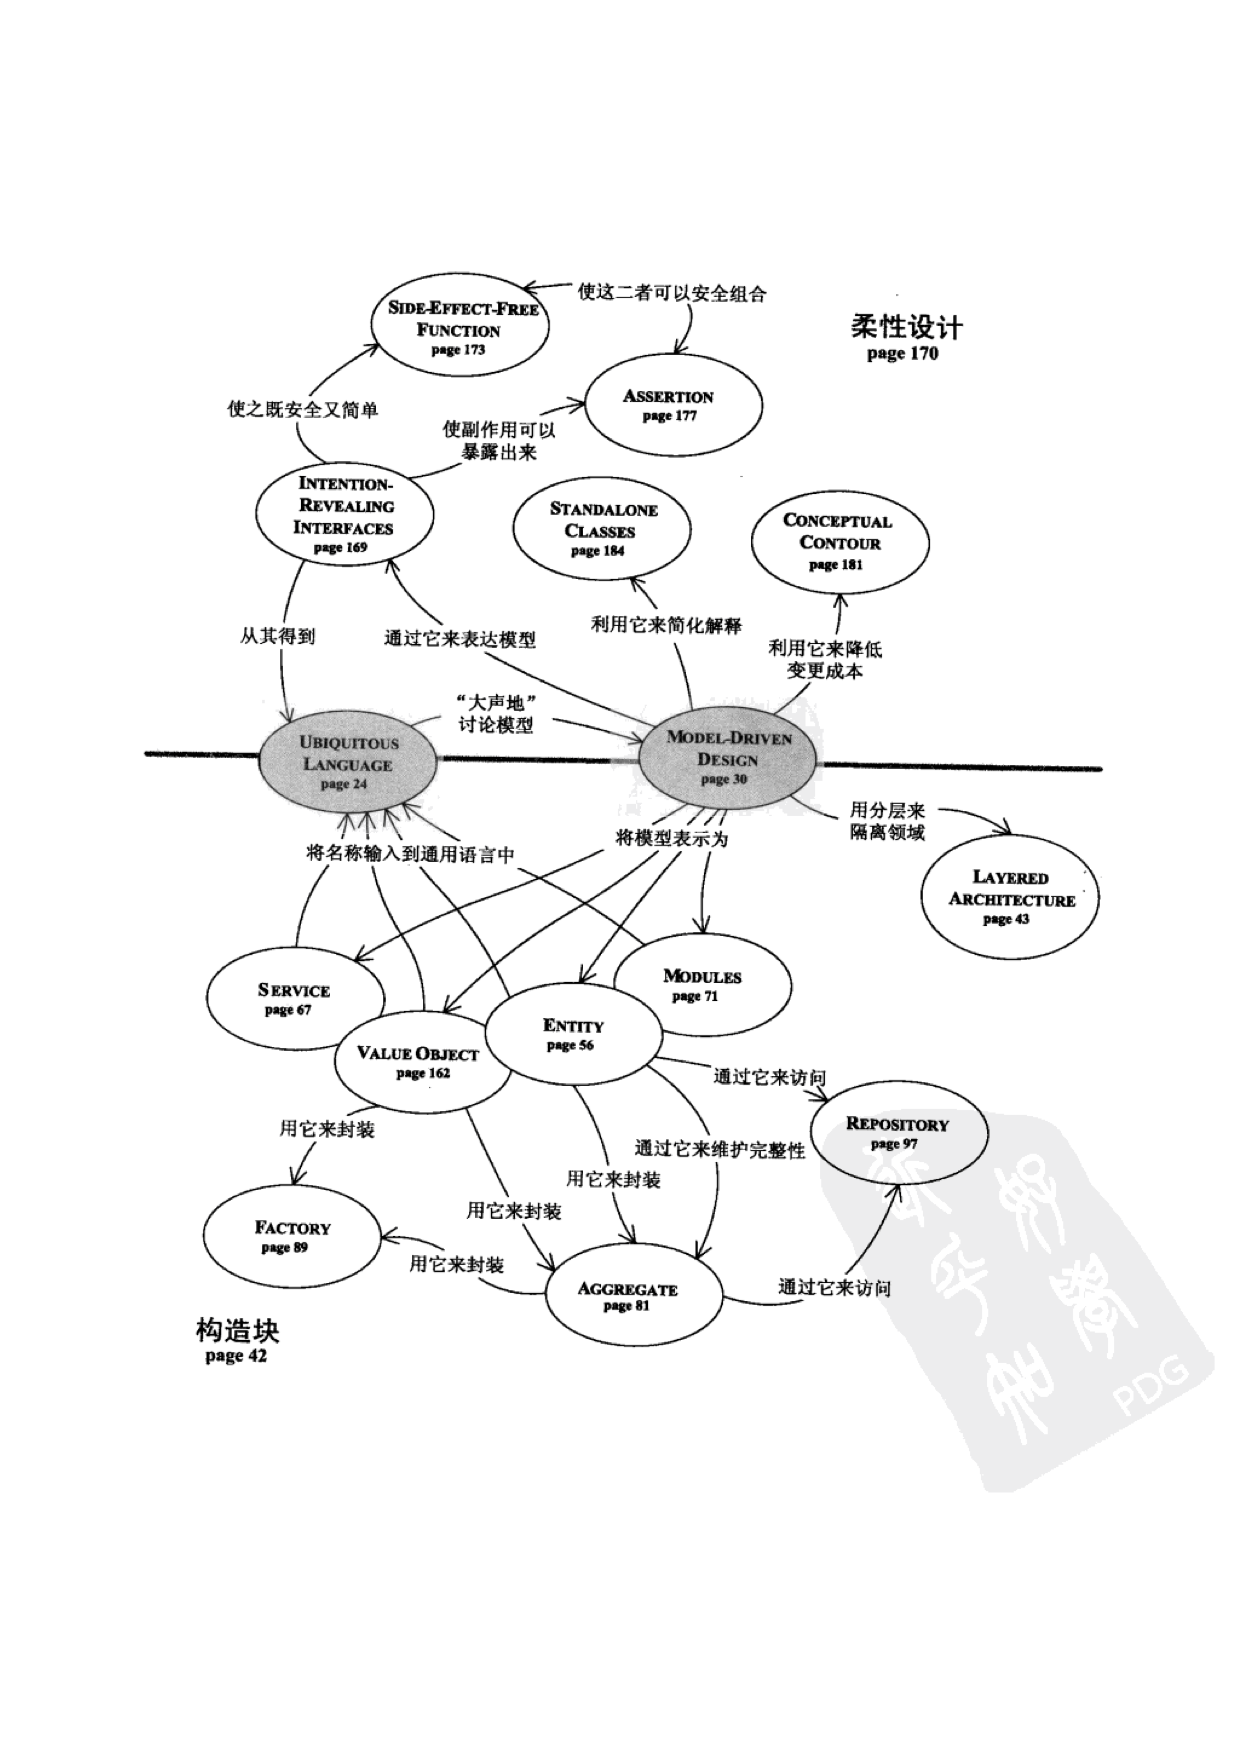 使这二者可以安全组合
SIDE-EFFECT-FREE
FUNCTION
page 173
柔性设计
page 170
ASSERTION
page 177
使之既安全又简单
使副作用可以
暴露出来
INTENTION-
REVEALING
INTERFACES
page 169
STANDALONE
CLASSES
page 184
CONCEPTUAL
CONTOUR
page 181
从其得到
通过它来表达模型
利用它来简化解释
利用它来降低
变更成本
“大声地”
讨论模型
UBIQUITOUS
LANGUAGE
page 24
MODEL-DRIVEN
DESIGN
page 30
用分层来
隔离领域
将名称输入到通用语言中
将模型表示为
LAYERED
ARCHITECTURE
page 43
SERVICE
page 67
MODULES
page 71
ENTITY
page 56
VALUE OBJECT
page 162
通过它来访问
用它来封装
REPOSITORY
page 97
通过它来维护完整性
用它来封装
用它来封装
FACTORY
page 89
用它来封装
AGGREGATE
page 81
通过它来访问
构造块
page 42
PDG